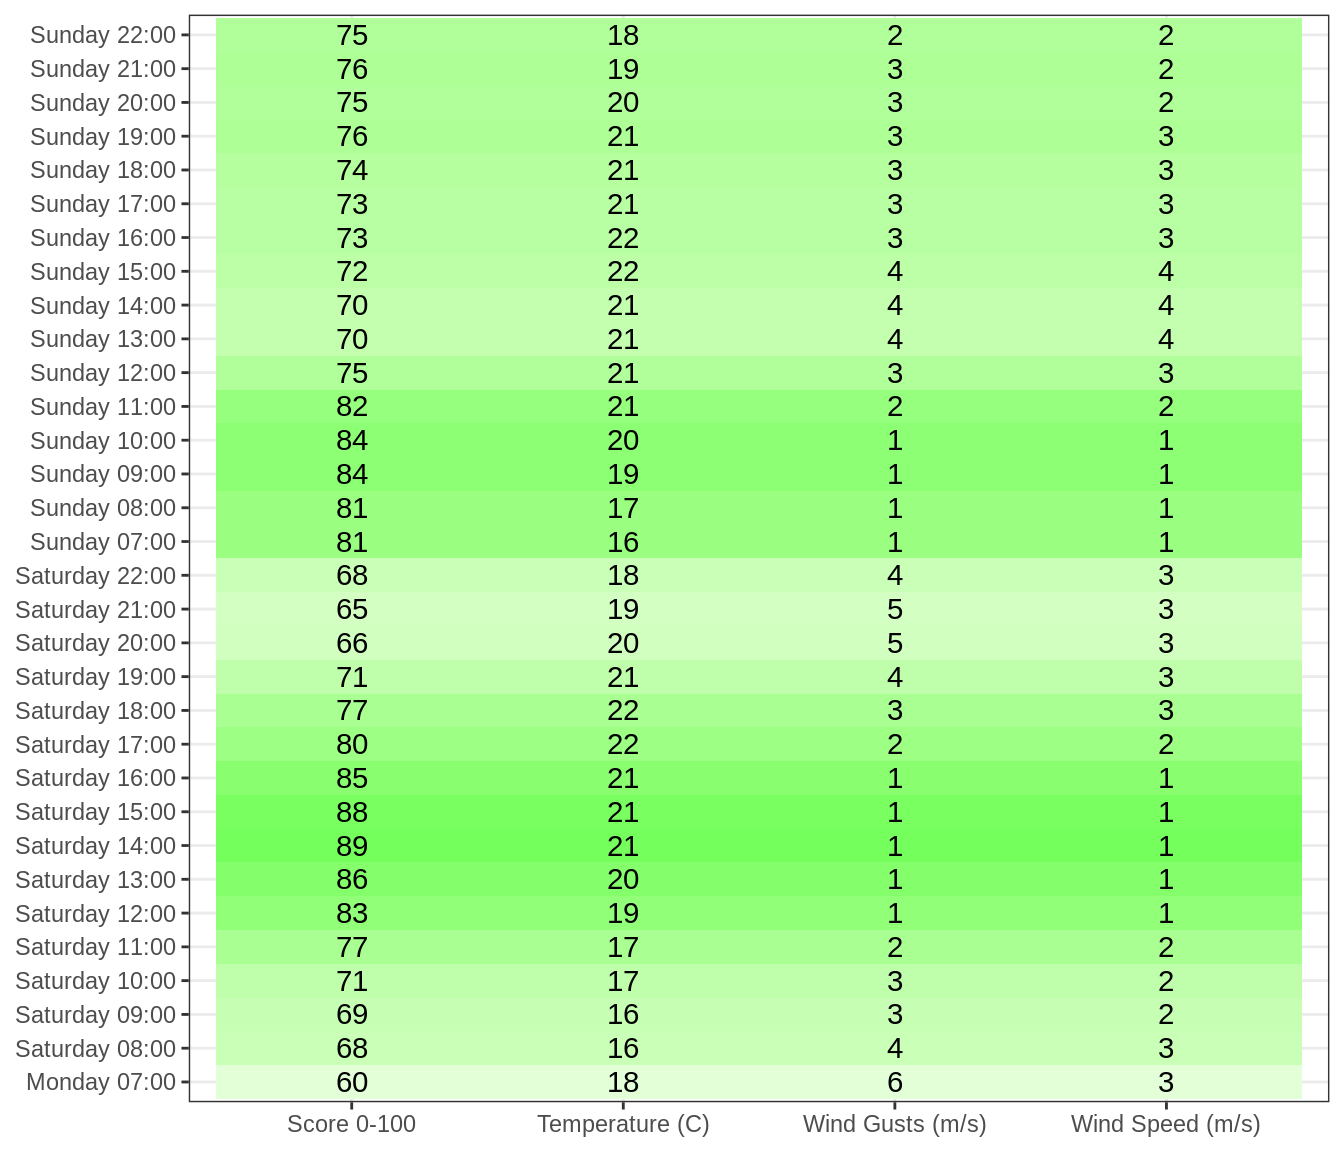 Sunday 22:00 75 18 2 2
Sunday 21:00 76 19 3 2
Sunday 20:00 75 20 3 2
Sunday 19:00 76 21 3 3
Sunday 18:00 74 21 3 3
Sunday 17:00 73 21 3 3
Sunday 16:00 73 22 3 3
Sunday 15:00 72 22 4 4
Sunday 14:00 70 21 4 4
Sunday 13:00 70 21 4 4
Sunday 12:00 75 21 3 3
Sunday 11:00 82 21 2 2
Sunday 10:00 84 20 1 1
Sunday 09:00 84 19 1 1
Sunday 08:00 81 17 1 1
Sunday 07:00 81 16 1 1
Saturday 22:00 68 18 4 3
Saturday 21:00 65 19 5 3
Saturday 20:00 66 20 5 3
Saturday 19:00 71 21 4 3
Saturday 18:00 77 22 3 3
Saturday 17:00 80 22 2 2
Saturday 16:00 85 21 1 1
Saturday 15:00 88 21 1 1
Saturday 14:00 89 21 1 1
Saturday 13:00 86 20 1 1
Saturday 12:00 83 19 1 1
Saturday 11:00 77 17 2 2
Saturday 10:00 71 17 3 2
Saturday 09:00 69 16 3 2
Saturday 08:00 68 16 4 3
Monday 07:00 60 18 6 3
Score 0-100 Temperature (C) Wind Gusts (m/s) Wind Speed (m/s)